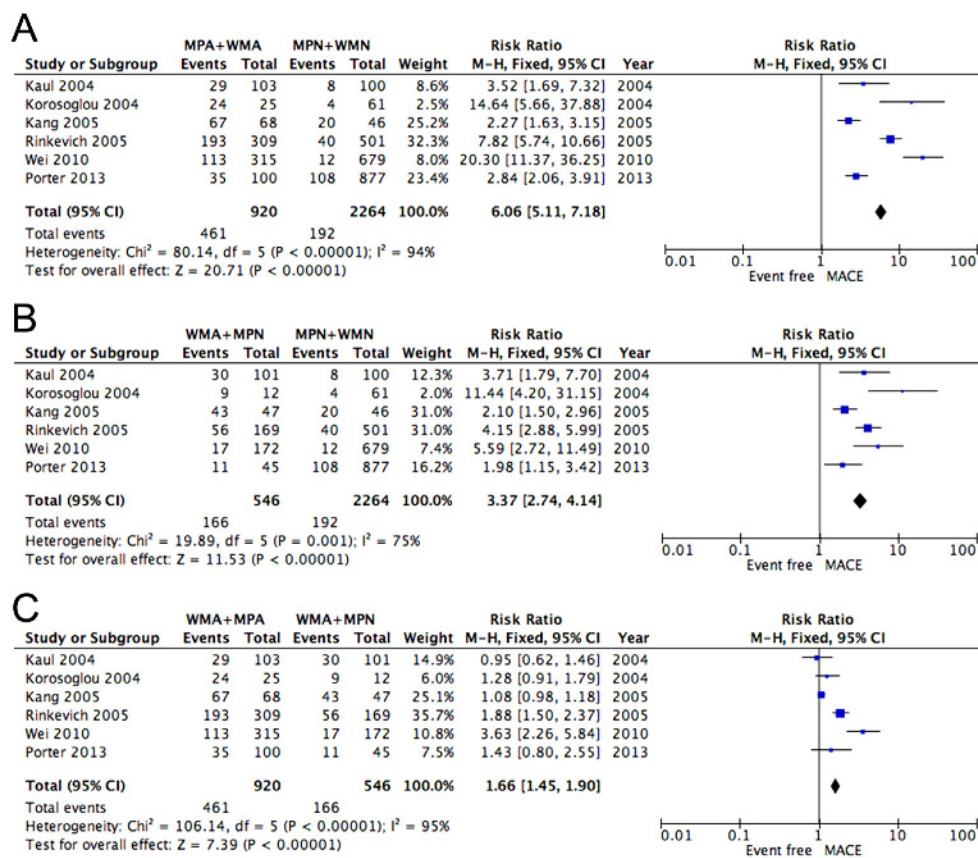 A
MPA+WMA MPN+WMN Risk Ratio Risk Ratio
Study or Subgroup Events Total Events Total Weight M-H, Fixed, 95% CI Year M-H, Fixed, 95% CI
Kaul 2004 29 103 8 100 8.6% 3.52 [1.69, 7.32] 2004
Korosoglou 2004 24 25 4 61 2.5% 14.64 [5.66, 37.88] 2004
Kang 2005 67 68 20 46 25.2% 2.27 [1.63, 3.15] 2005
Rinkevich 2005 193 309 40 501 32.3% 7.82 [5.74, 10.66] 2005
Wei 2010 113 315 12 679 8.0% 20.30 [11.37, 36.25] 2010
Porter 2013 35 100 108 877 23.4% 2.84 [2.06, 3.91] 2013
Total (95% CI) 920 2264 100.0% 6.06 [5.11, 7.18]
Total events 461 192
Heterogeneity: Chi² = 80.14, df = 5 (P < 0.00001); I² = 94%
Test for overall effect: Z = 20.71 (P < 0.00001)
0.01 0.1 1 10 100
Event free MACE
B
WMA+MPN MPN+WMN Risk Ratio Risk Ratio
Study or Subgroup Events Total Events Total Weight M-H, Fixed, 95% CI Year M-H, Fixed, 95% CI
Kaul 2004 30 101 8 100 12.3% 3.71 [1.79, 7.70] 2004
Korosoglou 2004 9 12 4 61 2.0% 11.44 [4.20, 31.15] 2004
Kang 2005 43 47 20 46 31.0% 2.10 [1.50, 2.96] 2005
Rinkevich 2005 56 169 40 501 31.0% 4.15 [2.88, 5.99] 2005
Wei 2010 17 172 12 679 7.4% 5.59 [2.72, 11.49] 2010
Porter 2013 11 45 108 877 16.2% 1.98 [1.15, 3.42] 2013
Total (95% CI) 546 2264 100.0% 3.37 [2.74, 4.14]
Total events 166 192
Heterogeneity: Chi² = 19.89, df = 5 (P = 0.001); I² = 75%
Test for overall effect: Z = 11.53 (P < 0.00001)
0.01 0.1 1 10 100
Event free MACE
C
WMA+MPA WMA+MPN Risk Ratio Risk Ratio
Study or Subgroup Events Total Events Total Weight M-H, Fixed, 95% CI Year M-H, Fixed, 95% CI
Kaul 2004 29 103 30 101 14.9% 0.95 [0.62, 1.46] 2004
Korosoglou 2004 24 25 9 12 6.0% 1.28 [0.91, 1.79] 2004
Kang 2005 67 68 43 47 25.1% 1.08 [0.98, 1.18] 2005
Rinkevich 2005 193 309 56 169 35.7% 1.88 [1.50, 2.37] 2005
Wei 2010 113 315 17 172 10.8% 3.63 [2.26, 5.84] 2010
Porter 2013 35 100 11 45 7.5% 1.43 [0.80, 2.55] 2013
Total (95% CI) 920 546 100.0% 1.66 [1.45, 1.90]
Total events 461 166
Heterogeneity: Chi² = 106.14, df = 5 (P < 0.00001); I² = 95%
Test for overall effect: Z = 7.39 (P < 0.00001)
0.01 0.1 1 10 100
Event free MACE